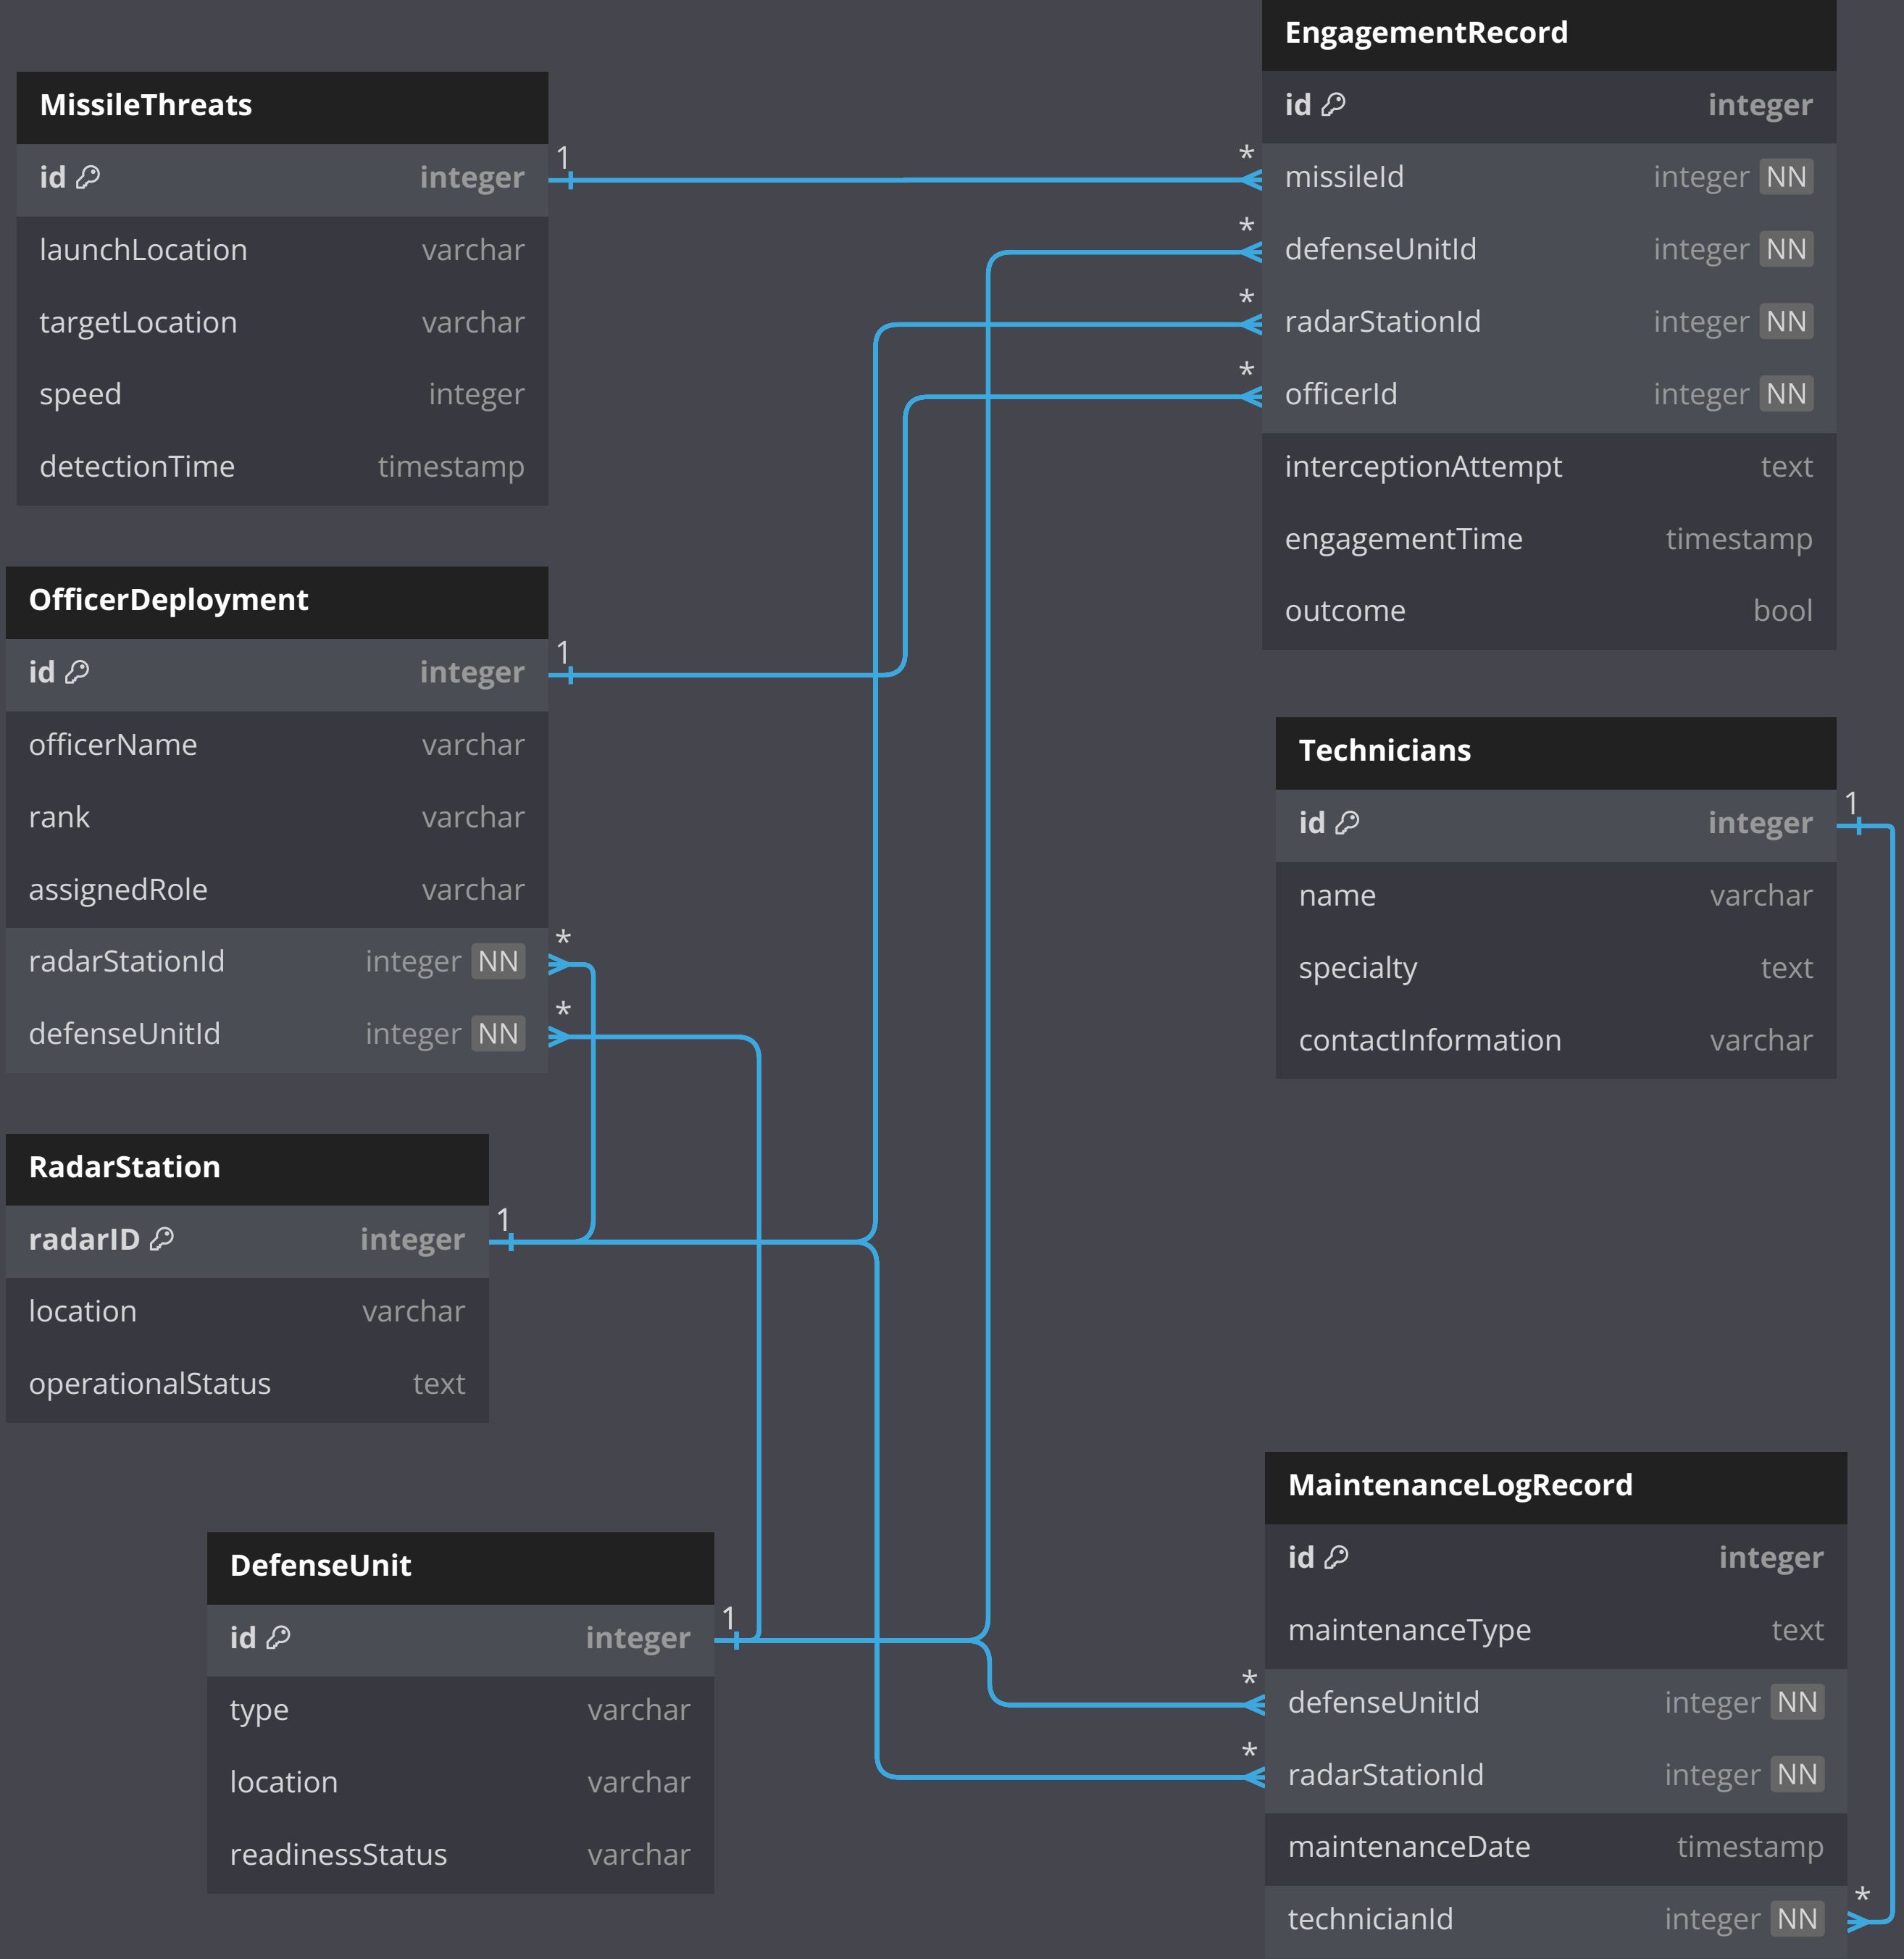 MissileThreats
id integer
launchLocation varchar
targetLocation varchar
speed integer
detectionTime timestamp
1
*
EngagementRecord
id integer
missileId integer NN
*
defenseUnitId integer NN
*
radarStationId integer NN
*
officerId integer NN
interceptionAttempt text
engagementTime timestamp
outcome bool
OfficerDeployment
id integer
1
officerName varchar
rank varchar
assignedRole varchar
radarStationId integer NN
*
defenseUnitId integer NN
*
Technicians
id integer
1
name varchar
specialty text
contactInformation varchar
RadarStation
radarID integer
1
location varchar
operationalStatus text
DefenseUnit
id integer
1
type varchar
location varchar
readinessStatus varchar
MaintenanceLogRecord
id integer
maintenanceType text
*
defenseUnitId integer NN
*
radarStationId integer NN
maintenanceDate timestamp
technicianId integer NN
*